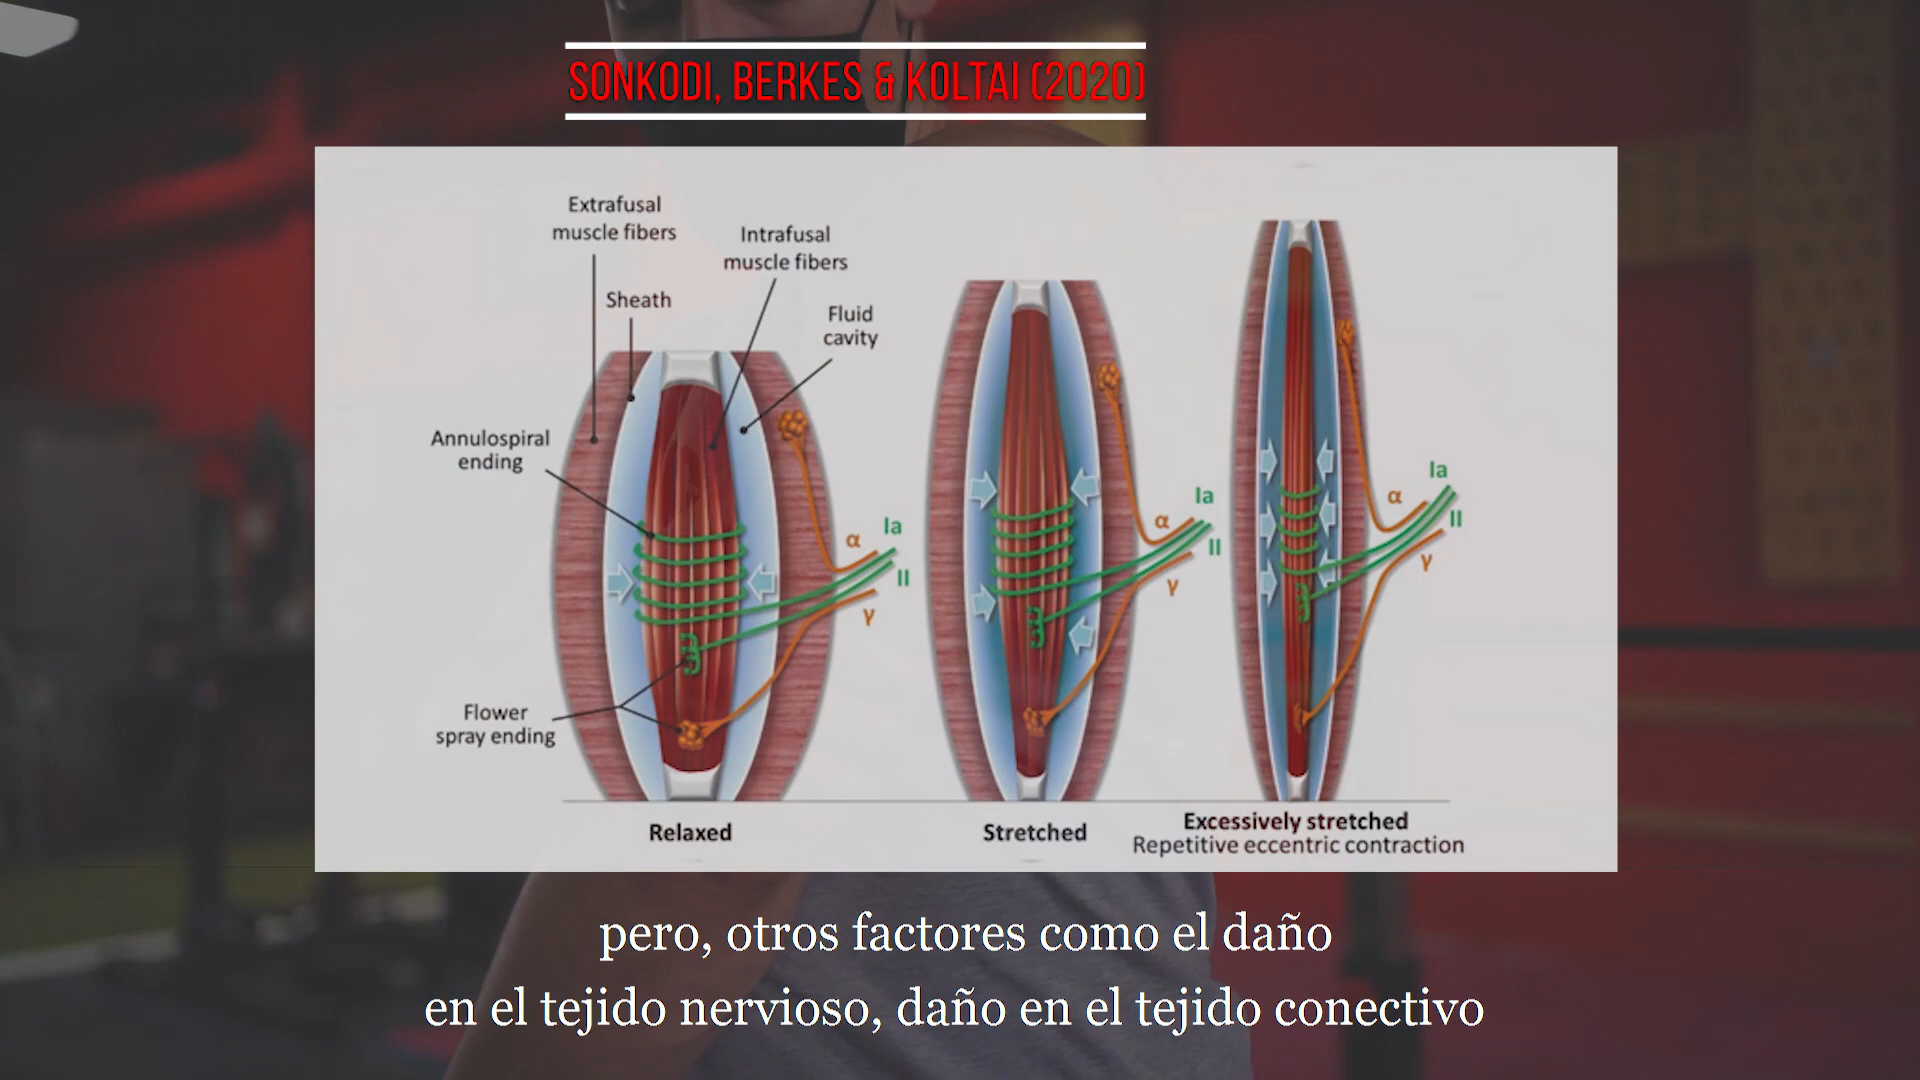 SONKODI, BERKES & KOLTAI (2020)
Extrafusal
muscle fibers
Intrafusal
muscle fibers
Sheath
Fluid
cavity
Annulospiral
ending
Flower
spray ending
α
Ia
II
γ
α
Ia
II
γ
α
Ia
II
γ
Relaxed
Stretched
Excessively stretched
Repetitive eccentric contraction
pero, otros factores como el daño
en el tejido nervioso, daño en el tejido conectivo